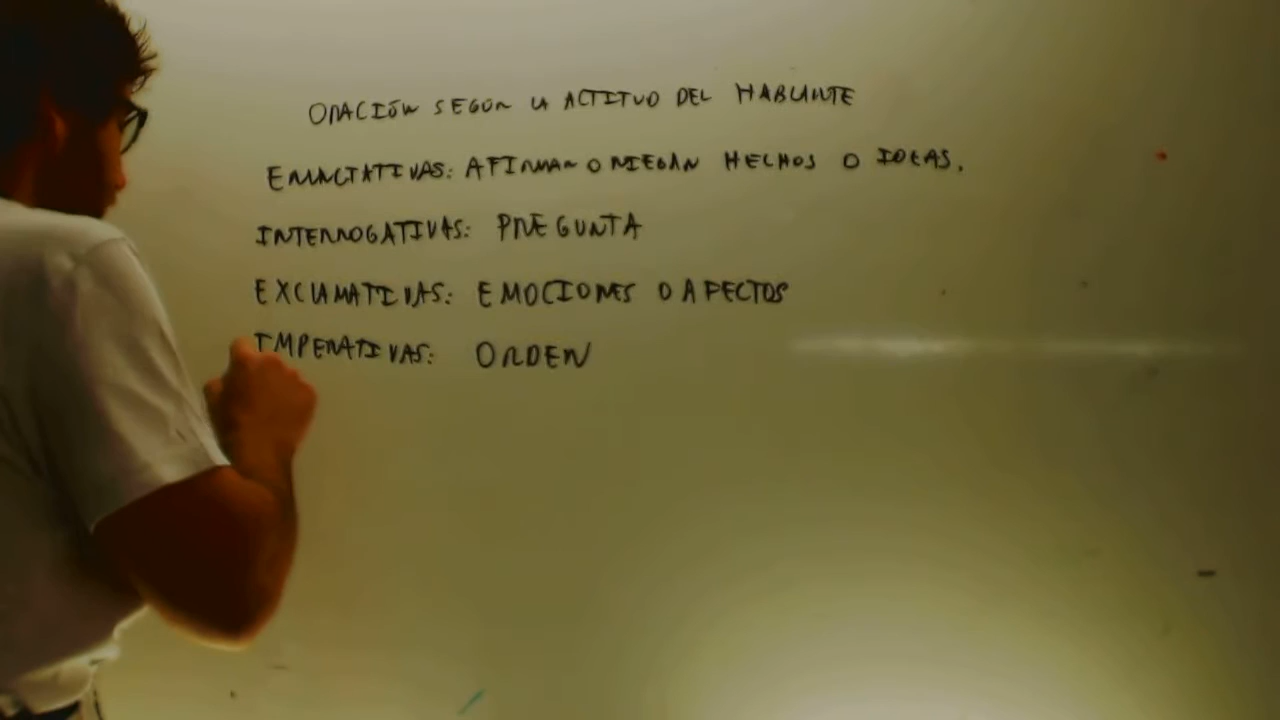 ORACIÓN SEGÚN LA ACTITUD DEL HABLANTE
ENUNCIATIVAS: AFIRMAN O NIEGAN HECHOS O IDEAS.
INTERROGATIVAS: PREGUNTA
EXCLAMATIVAS: EMOCIONES O AFECTOS
IMPERATIVAS: ORDEN